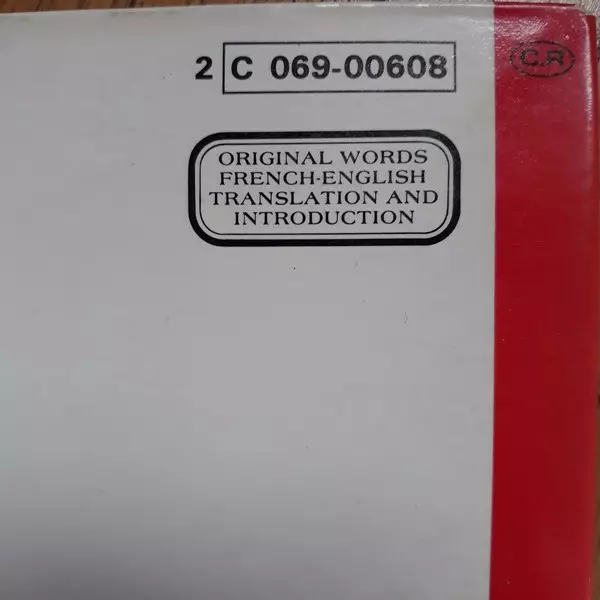 2 C 069-00608
C.R
ORIGINAL WORDS
FRENCH-ENGLISH
TRANSLATION AND
INTRODUCTION